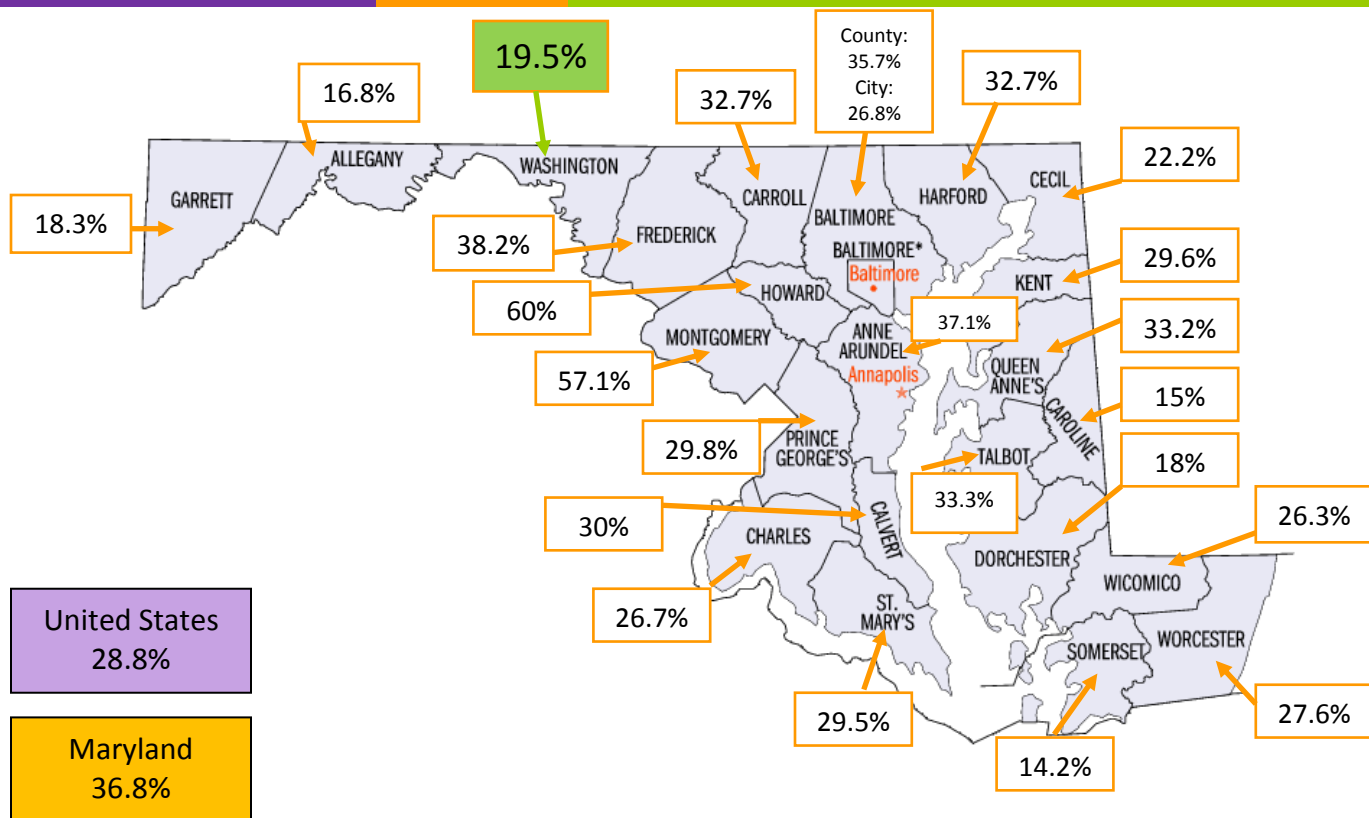 19.5%
County:
35.7%
City:
26.8%
16.8%
32.7%
32.7%
22.2%
18.3%
GARRETT
ALLEGANY
WASHINGTON
FREDERICK
CARROLL
BALTIMORE
BALTIMORE*
Baltimore
HARFORD
CECIL
38.2%
29.6%
KENT
60%
HOWARD
37.1%
33.2%
MONTGOMERY
ANNE
ARUNDEL
Annapolis
QUEEN
ANNE'S
57.1%
15%
CAROLINE
29.8%
PRINCE
GEORGE'S
TALBOT
18%
33.3%
30%
CALVERT
26.3%
CHARLES
DORCHESTER
WICOMICO
26.7%
ST.
MARY'S
SOMERSET
WORCESTER
29.5%
14.2%
27.6%
United States
28.8%
Maryland
36.8%